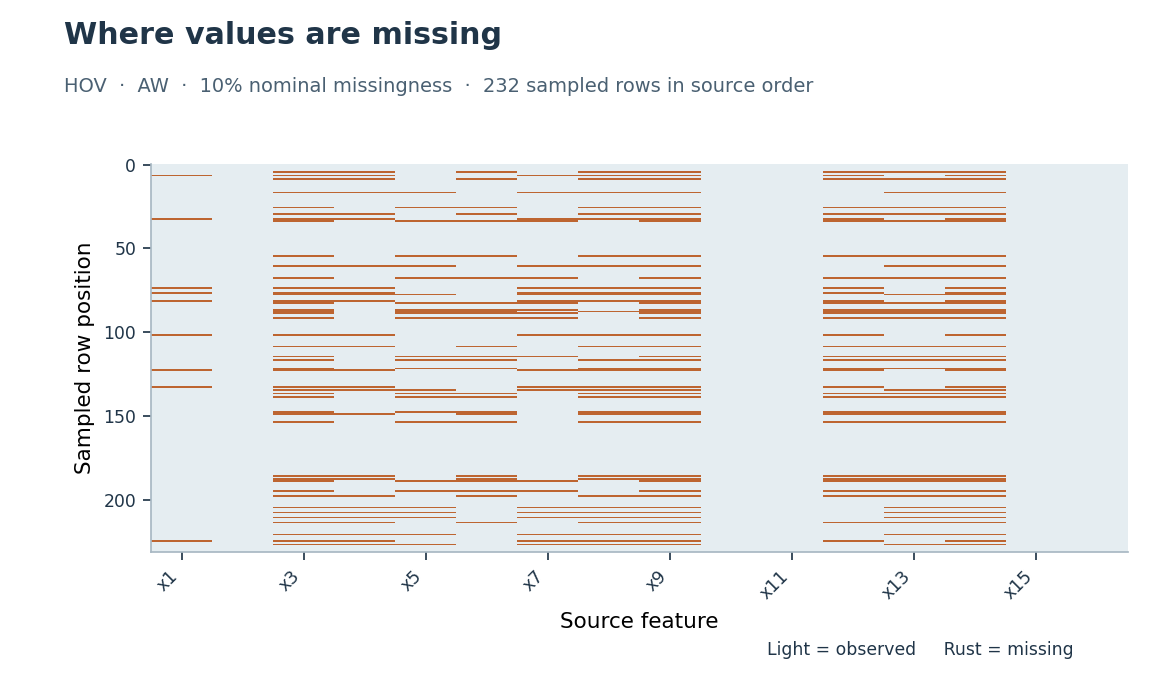 Where values are missing
HOV · AW · 10% nominal missingness · 232 sampled rows in source order
0
50
100
150
200
Sampled row position
x1
x3
x5
x7
x9
x11
x13
x15
Source feature
Light = observed Rust = missing